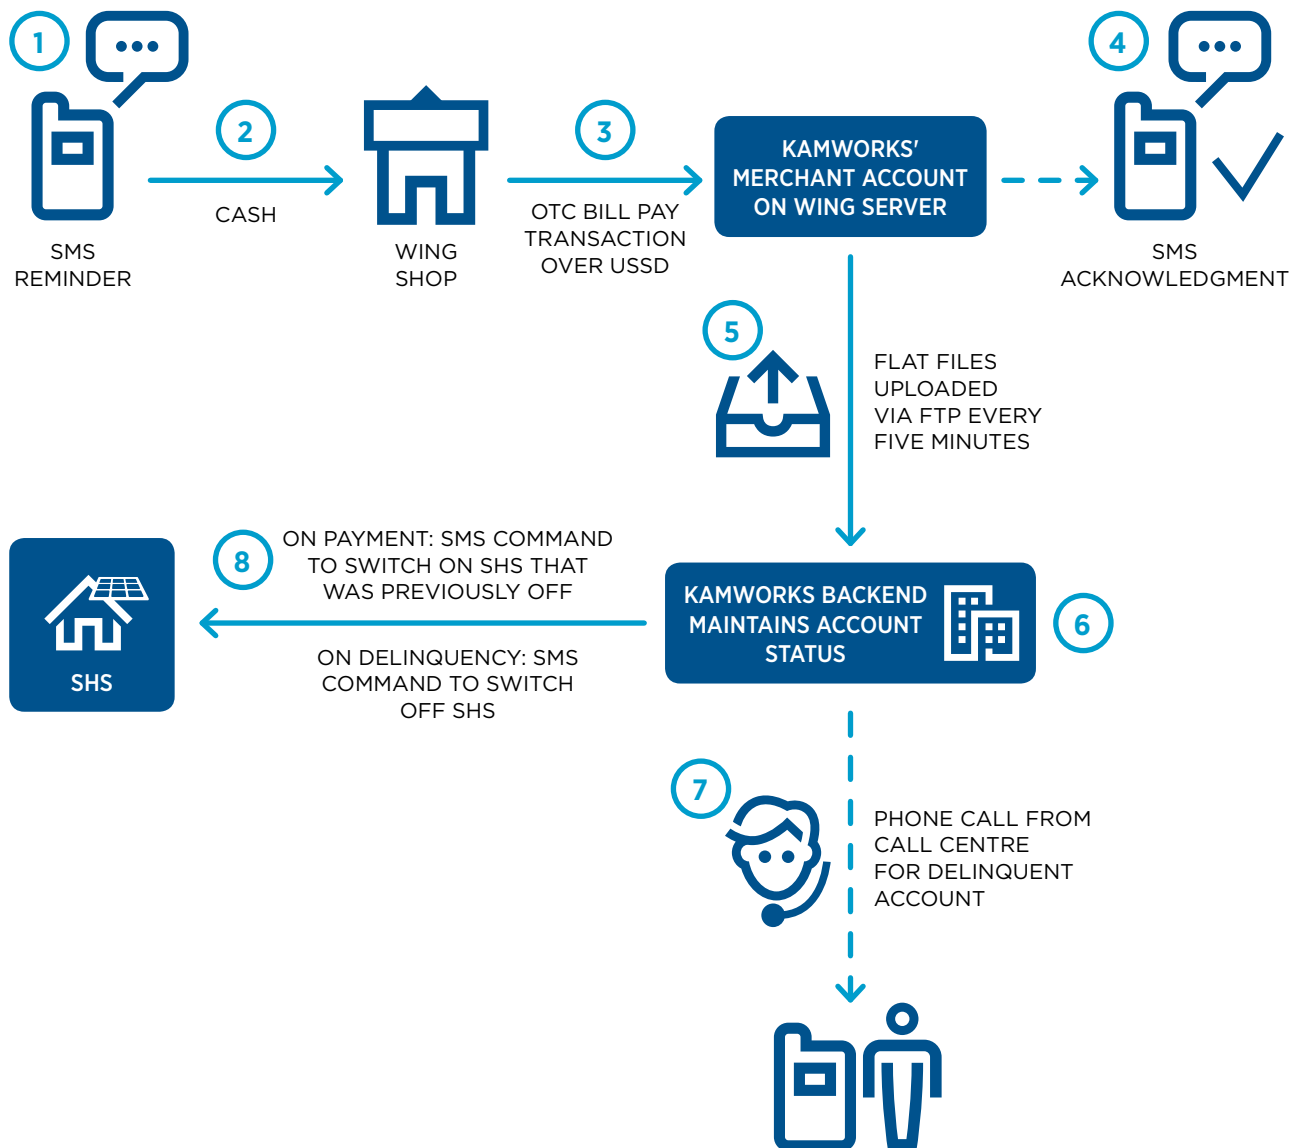 1
2
3
4
SMS
REMINDER
CASH
WING
SHOP
OTC BILL PAY
TRANSACTION
OVER USSD
KAMWORKS'
MERCHANT ACCOUNT
ON WING SERVER
SMS
ACKNOWLEDGMENT
5
FLAT FILES
UPLOADED
VIA FTP EVERY
FIVE MINUTES
SHS
8
ON PAYMENT: SMS COMMAND
TO SWITCH ON SHS THAT
WAS PREVIOUSLY OFF
ON DELINQUENCY: SMS
COMMAND TO SWITCH
OFF SHS
KAMWORKS BACKEND
MAINTAINS ACCOUNT
STATUS
6
7
PHONE CALL FROM
CALL CENTRE
FOR DELINQUENT
ACCOUNT